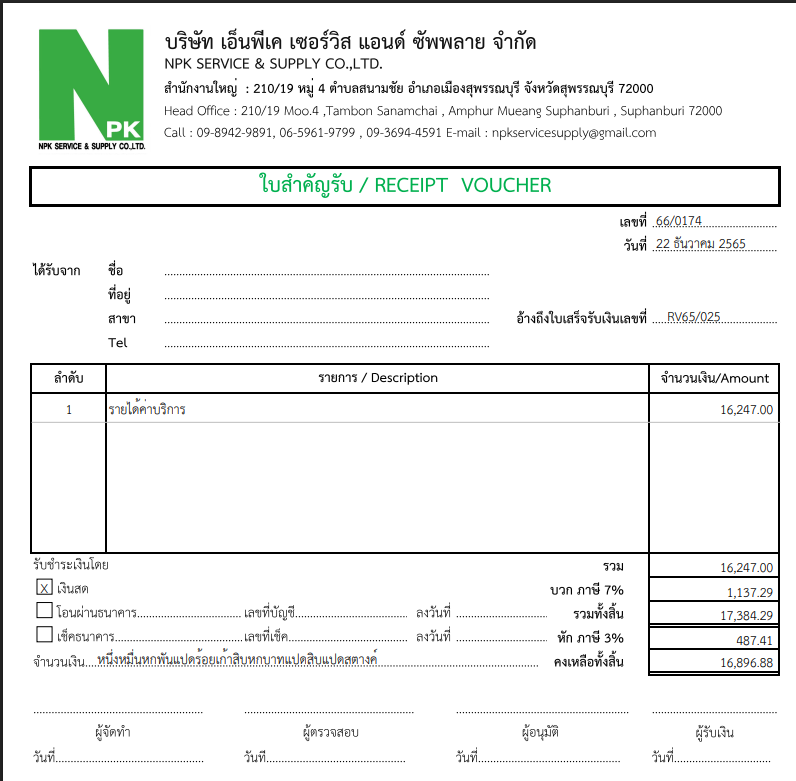 บริษัท เอ็นพีเค เซอร์วิส แอนด์ ซัพพลาย จำกัด
NPK SERVICE & SUPPLY CO.,LTD.
สำนักงานใหญ่ : 210/19 หมู่ 4 ตำบลสนามชัย อำเภอเมืองสุพรรณบุรี จังหวัดสุพรรณบุรี 72000
Head Office : 210/19 Moo.4 ,Tambon Sanamchai , Amphur Mueang Suphanburi , Suphanburi 72000
Call : 09-8942-9891, 06-5961-9799 , 09-3694-4591 E-mail : npkservicesupply@gmail.com
NPK
NPK SERVICE & SUPPLY CO.,LTD.
ใบสำคัญรับ / RECEIPT VOUCHER
เลขที่ 66/0174
วันที่ 22 ธันวาคม 2565
ได้รับจาก ชื่อ
ที่อยู่
สาขา อ้างถึงใบเสร็จรับเงินเลขที่ RV65/025
Tel
ลำดับ รายการ / Description จำนวนเงิน/Amount
1 รายได้ค่าบริการ 16,247.00
รับชำระเงินโดย รวม 16,247.00
X เงินสด บวก ภาษี 7% 1,137.29
โอนผ่านธนาคาร เลขที่บัญชี ลงวันที่ รวมทั้งสิ้น 17,384.29
เช็คธนาคาร เลขที่เช็ค ลงวันที่ หัก ภาษี 3% 487.41
จำนวนเงิน หนึ่งหมื่นหกพันแปดร้อยเก้าสิบหกบาทแปดสิบแปดสตางค์ คงเหลือทั้งสิ้น 16,896.88
ผู้จัดทำ ผู้ตรวจสอบ ผู้อนุมัติ ผู้รับเงิน
วันที่ วันที่ วันที่ วันที่